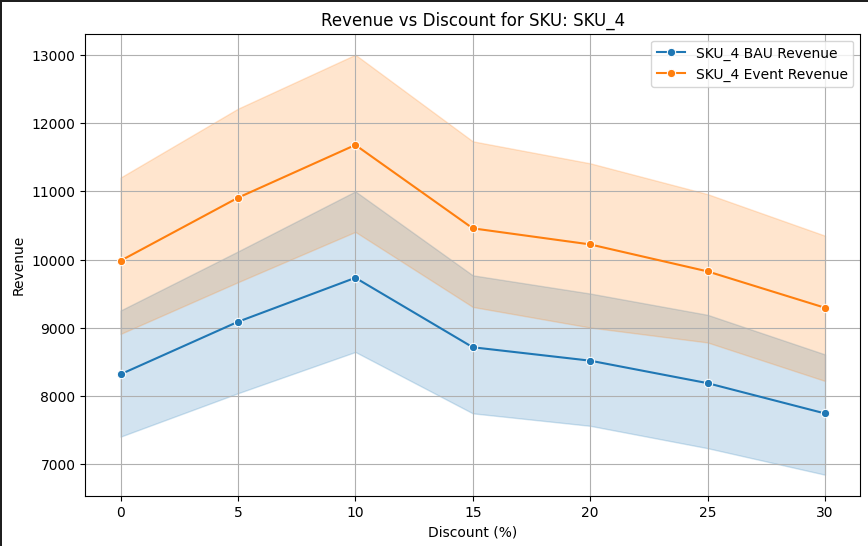 Revenue vs Discount for SKU: SKU_4
SKU_4 BAU Revenue
SKU_4 Event Revenue
Revenue
13000
12000
11000
10000
9000
8000
7000
0 5 10 15 20 25 30
Discount (%)